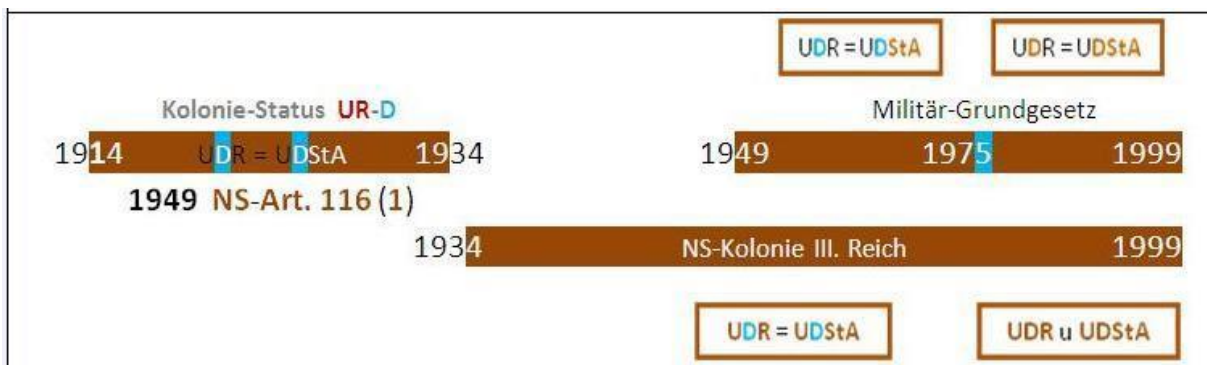 UDR = UDStA UDR = UDStA
Kolonie-Status UR-D Militär-Grundgesetz
1914 UDR = UDStA 1934 1949 1975 1999
1949 NS-Art. 116 (1)
1934 NS-Kolonie III. Reich 1999
UDR = UDStA UDR u UDStA